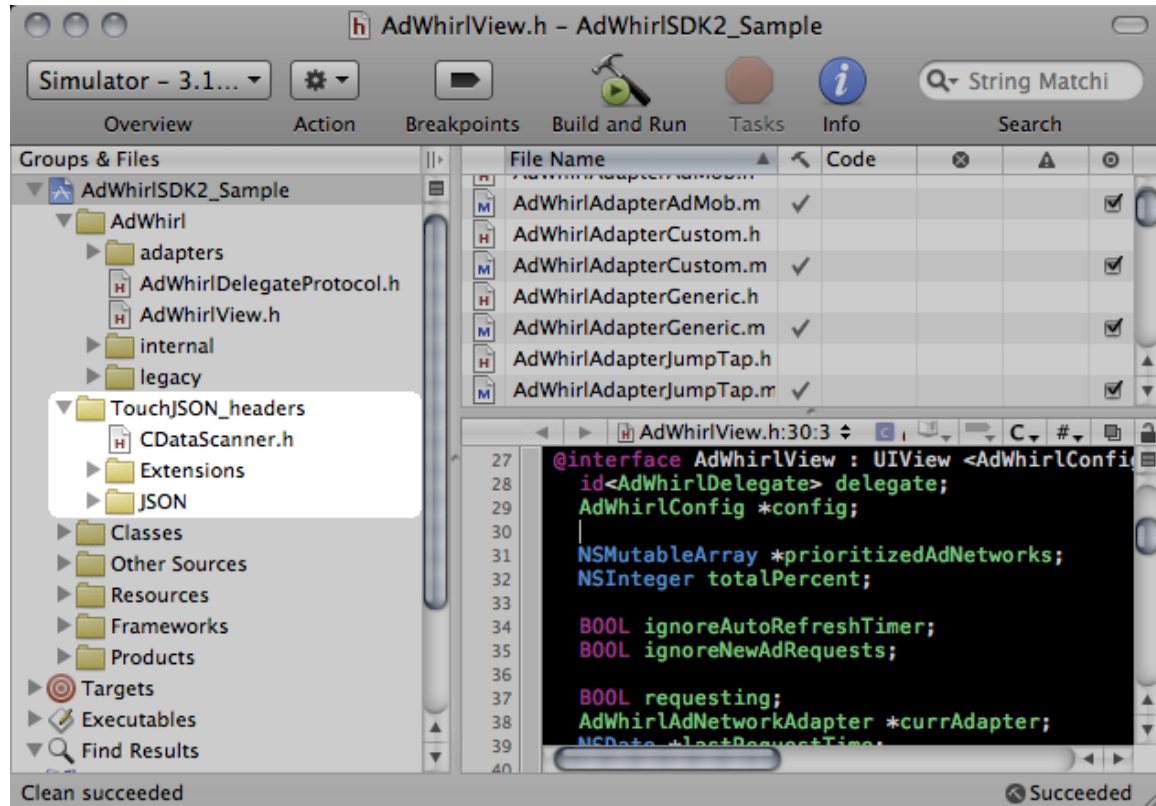 AdWhirlView.h – AdWhirlSDK2_Sample
Simulator – 3.1...
String Matchi
Overview
Action
Breakpoints
Build and Run
Tasks
Info
Search
Groups & Files
AdWhirlSDK2_Sample
AdWhirl
adapters
AdWhirlDelegateProtocol.h
AdWhirlView.h
internal
legacy
TouchJSON_headers
CDataScanner.h
Extensions
JSON
Classes
Other Sources
Resources
Frameworks
Products
Targets
Executables
Find Results
File Name
Code
AdWhirlAdapterAdMob.h
AdWhirlAdapterAdMob.m
AdWhirlAdapterCustom.h
AdWhirlAdapterCustom.m
AdWhirlAdapterGeneric.h
AdWhirlAdapterGeneric.m
AdWhirlAdapterJumpTap.h
AdWhirlAdapterJumpTap.m
AdWhirlView.h:30:3
C
#
27 @interface AdWhirlView : UIView <AdWhirlConfi
28 id<AdWhirlDelegate> delegate;
29 AdWhirlConfig *config;
30
31 NSMutableArray *prioritizedAdNetworks;
32 NSInteger totalPercent;
33
34 BOOL ignoreAutoRefreshTimer;
35 BOOL ignoreNewAdRequests;
36
37 BOOL requesting;
38 AdWhirlAdNetworkAdapter *currAdapter;
39 NSDate *lastRequestTime;
40
Clean succeeded
Succeeded